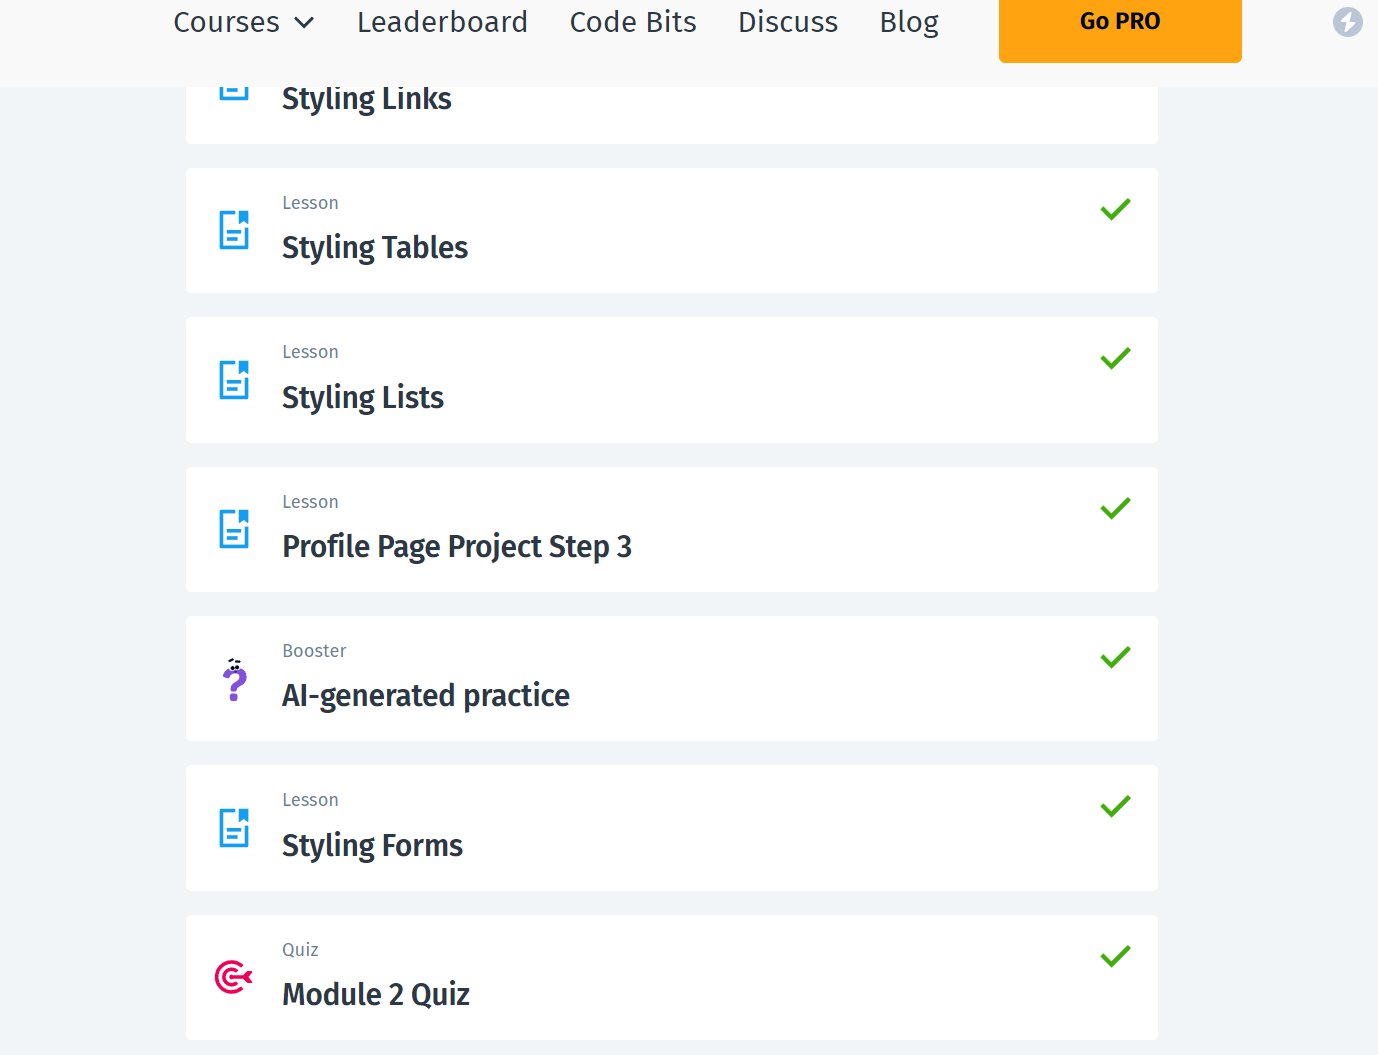 Courses Leaderboard Code Bits Discuss Blog Go PRO
Styling Links
Lesson
Styling Tables
Lesson
Styling Lists
Lesson
Profile Page Project Step 3
Booster
AI-generated practice
Lesson
Styling Forms
Quiz
Module 2 Quiz